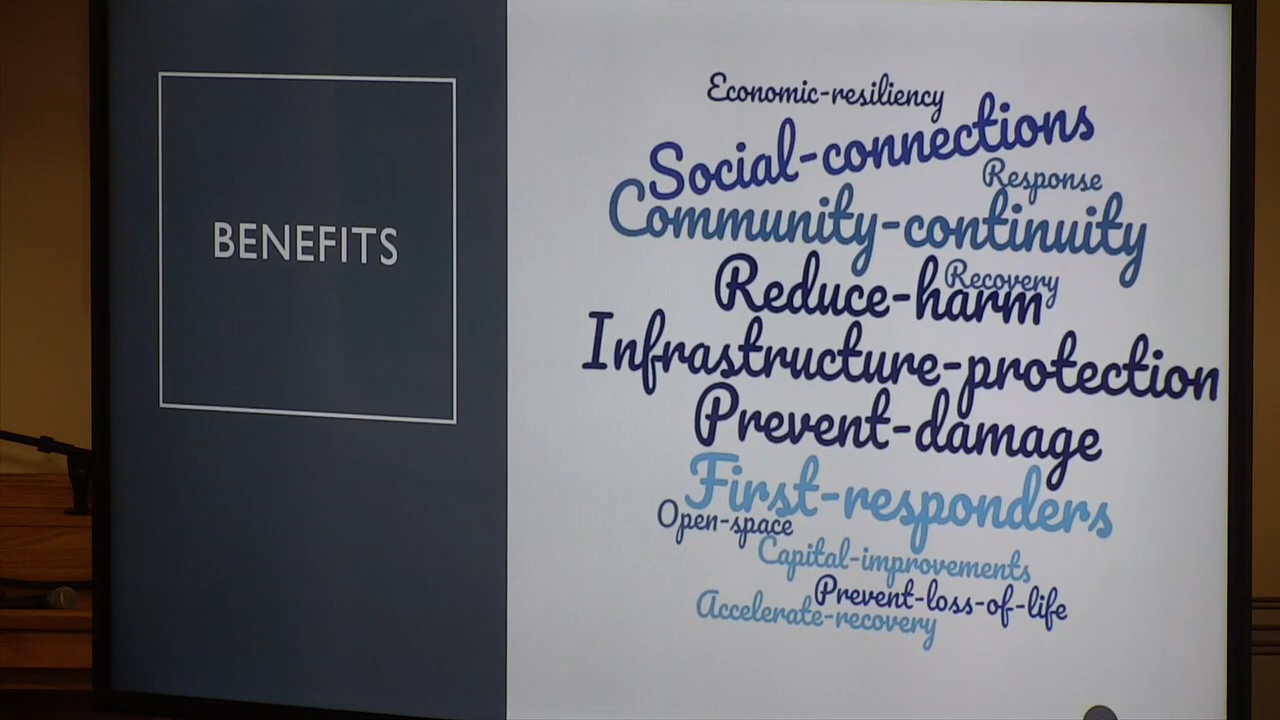 BENEFITS
Economic-resiliency
Social-connections
Response
Community-continuity
Recovery
Reduce-harm
Infrastructure-protection
Prevent-damage
First-responders
Open-space
Capital-improvements
Prevent-loss-of-life
Accelerate-recovery